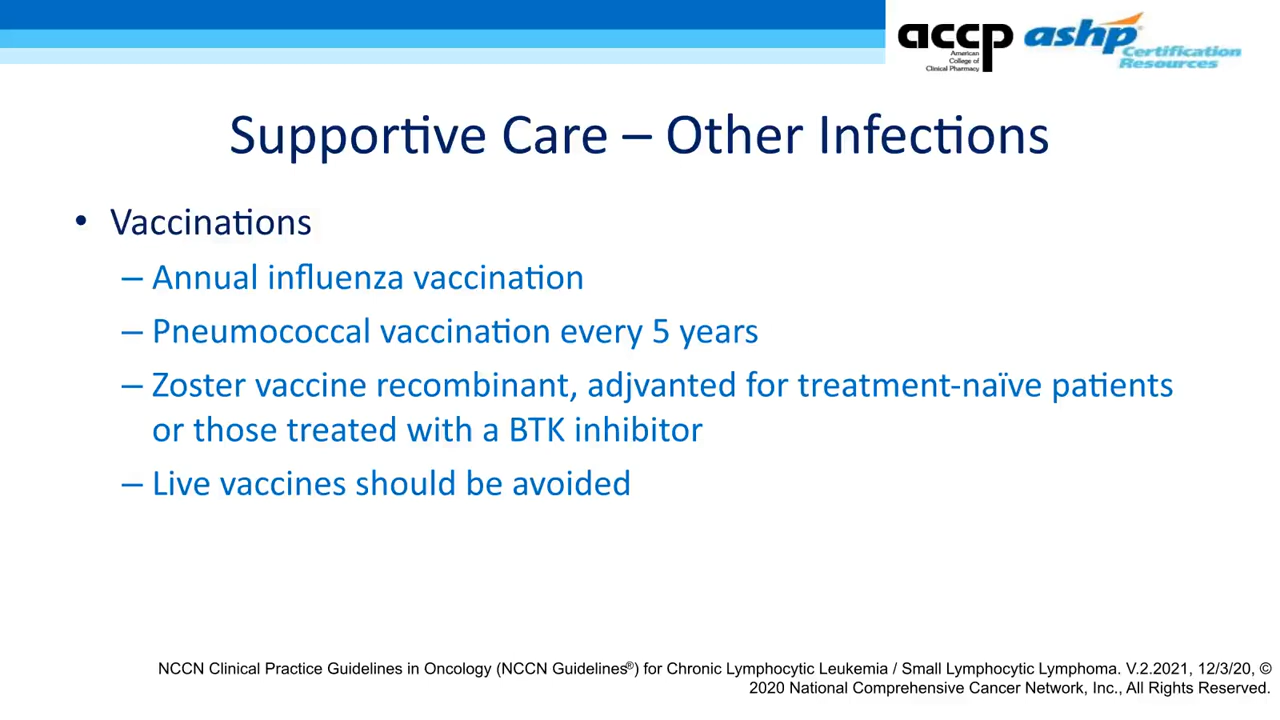 accp
American
College of
Clinical Pharmacy
ashp
Certification
Resources
Supportive Care – Other Infections
• Vaccinations
– Annual influenza vaccination
– Pneumococcal vaccination every 5 years
– Zoster vaccine recombinant, adjvanted for treatment-naïve patients
or those treated with a BTK inhibitor
– Live vaccines should be avoided
NCCN Clinical Practice Guidelines in Oncology (NCCN Guidelines®) for Chronic Lymphocytic Leukemia / Small Lymphocytic Lymphoma. V.2.2021, 12/3/20, ©
2020 National Comprehensive Cancer Network, Inc., All Rights Reserved.